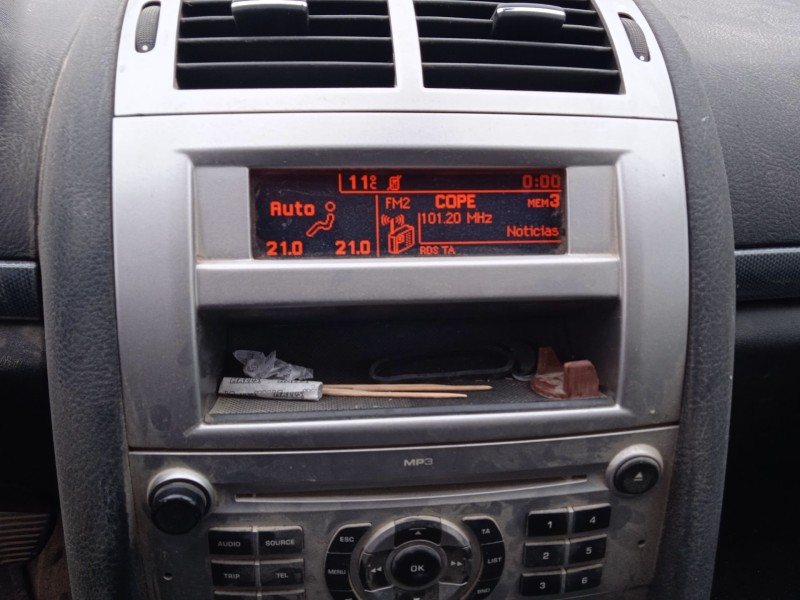 11°C 0:00
Auto FM2 COPE MEM3
101.20 MHz
Noticias
21.0 21.0 RDS TA
HALLS
MP3
AUDIO SOURCE ESC TA 1 4
TRIP TEL MENU OK LIST 2 5
3 6